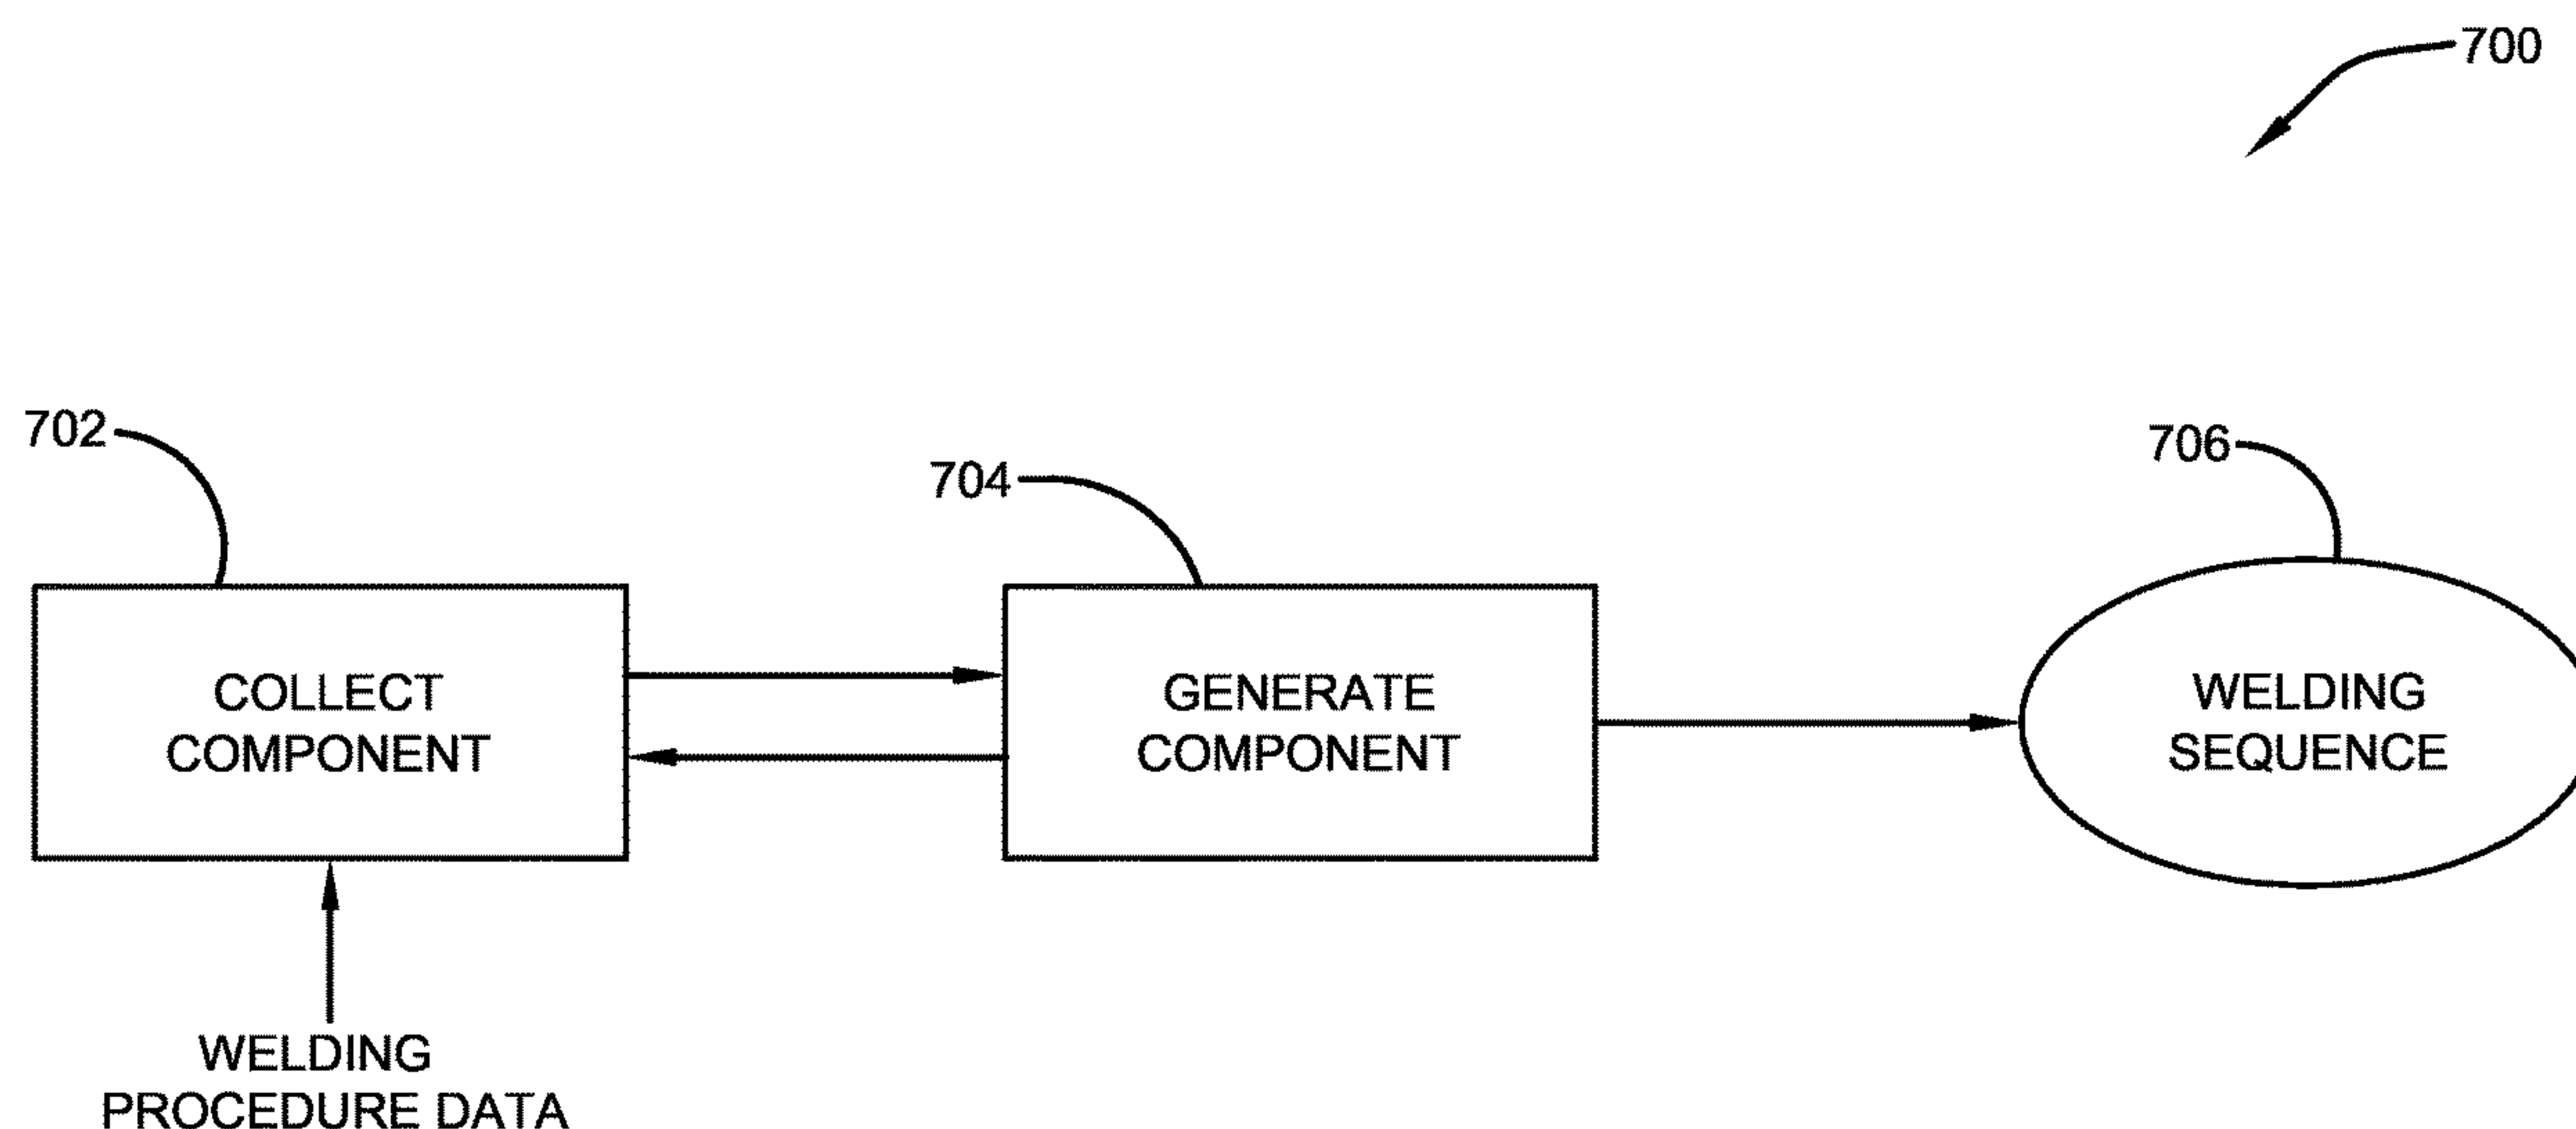 700
702
704
706
COLLECT
COMPONENT
GENERATE
COMPONENT
WELDING
SEQUENCE
WELDING
PROCEDURE DATA